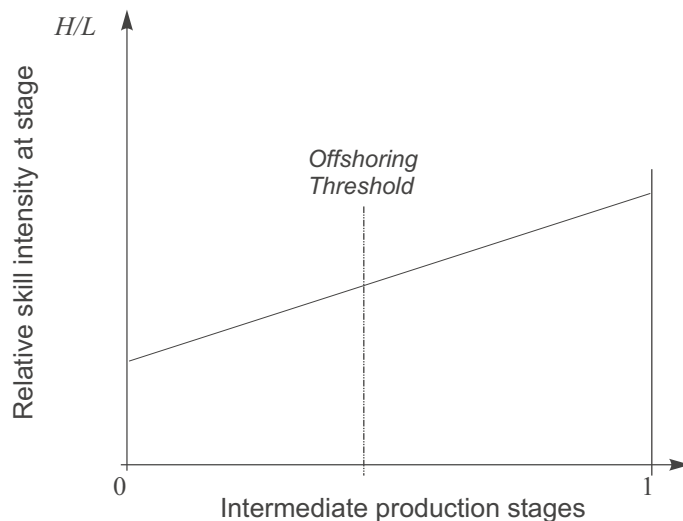 H/L
Relative skill intensity at stage
Offshoring
Threshold
0
1
Intermediate production stages